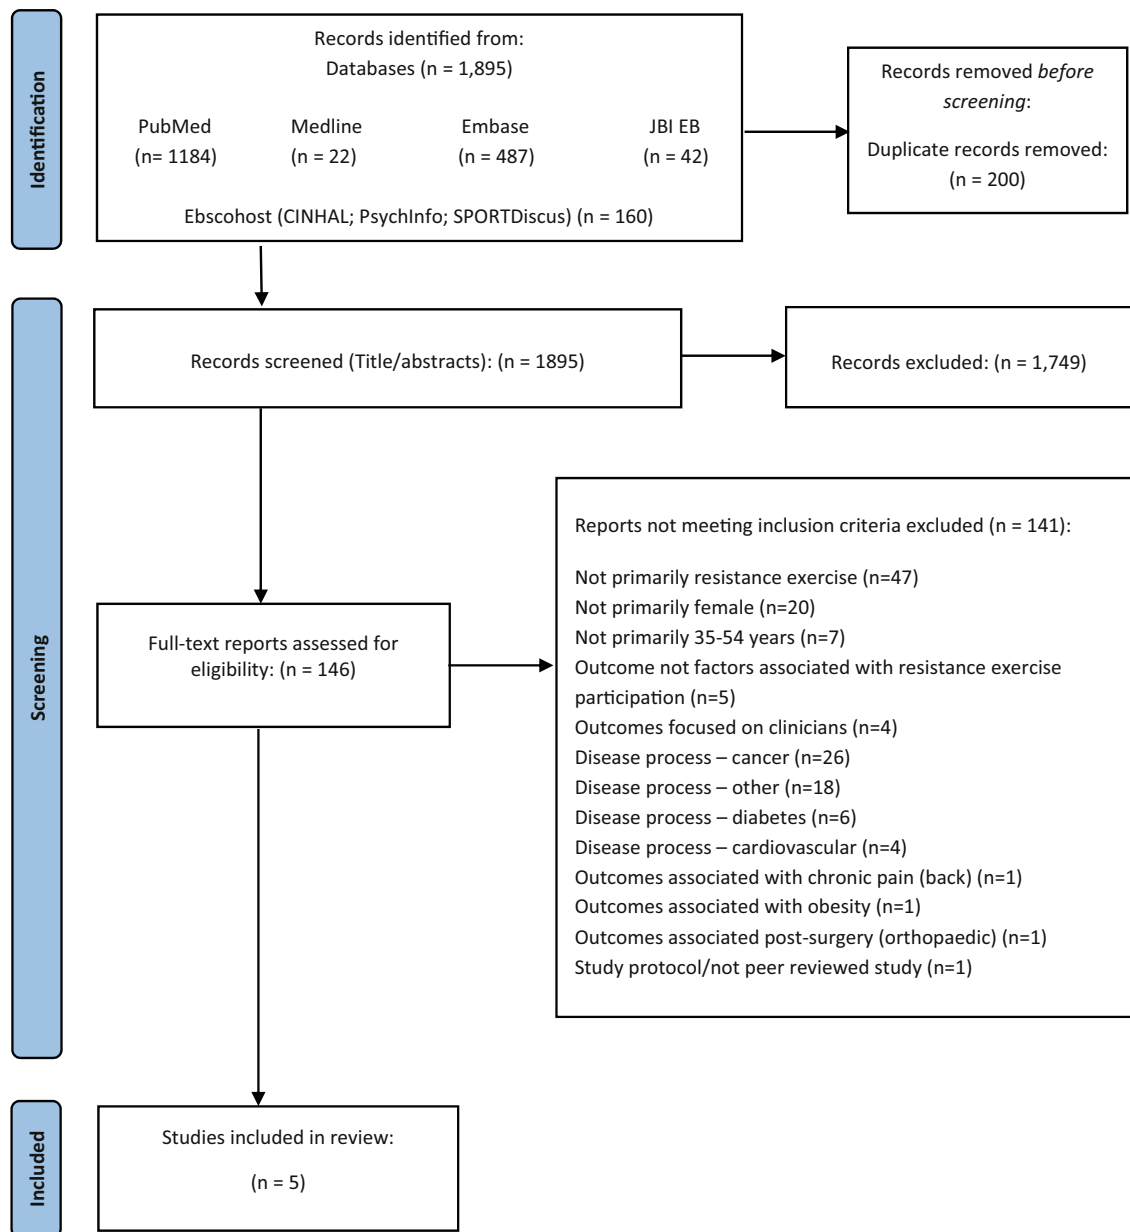 Identification
Records identified from:
Databases (n = 1,895)
PubMed
(n= 1184)
Medline
(n = 22)
Embase
(n = 487)
JBI EB
(n = 42)
Ebscohost (CINHAL; PsychInfo; SPORTDiscus) (n = 160)
Records removed before
screening:
Duplicate records removed:
(n = 200)
Screening
Records screened (Title/abstracts): (n = 1895)
Records excluded: (n = 1,749)
Full-text reports assessed for
eligibility: (n = 146)
Reports not meeting inclusion criteria excluded (n = 141):
Not primarily resistance exercise (n=47)
Not primarily female (n=20)
Not primarily 35-54 years (n=7)
Outcome not factors associated with resistance exercise
participation (n=5)
Outcomes focused on clinicians (n=4)
Disease process – cancer (n=26)
Disease process – other (n=18)
Disease process – diabetes (n=6)
Disease process – cardiovascular (n=4)
Outcomes associated with chronic pain (back) (n=1)
Outcomes associated with obesity (n=1)
Outcomes associated post-surgery (orthopaedic) (n=1)
Study protocol/not peer reviewed study (n=1)
Included
Studies included in review:
(n = 5)